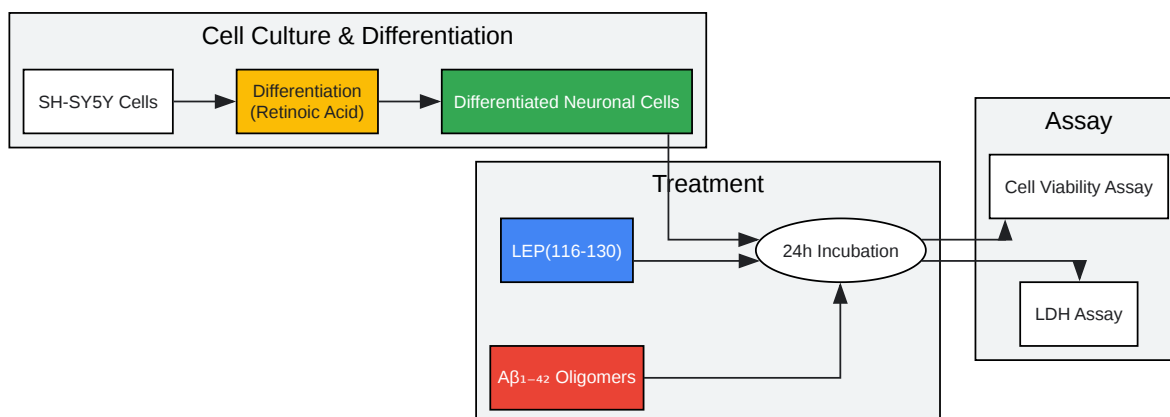 Cell Culture & Differentiation
SH-SY5Y Cells
Differentiation
(Retinoic Acid)
Differentiated Neuronal Cells
Treatment
LEP(116-130)
24h Incubation
Aβ₁₋₄₂ Oligomers
Assay
Cell Viability Assay
LDH Assay